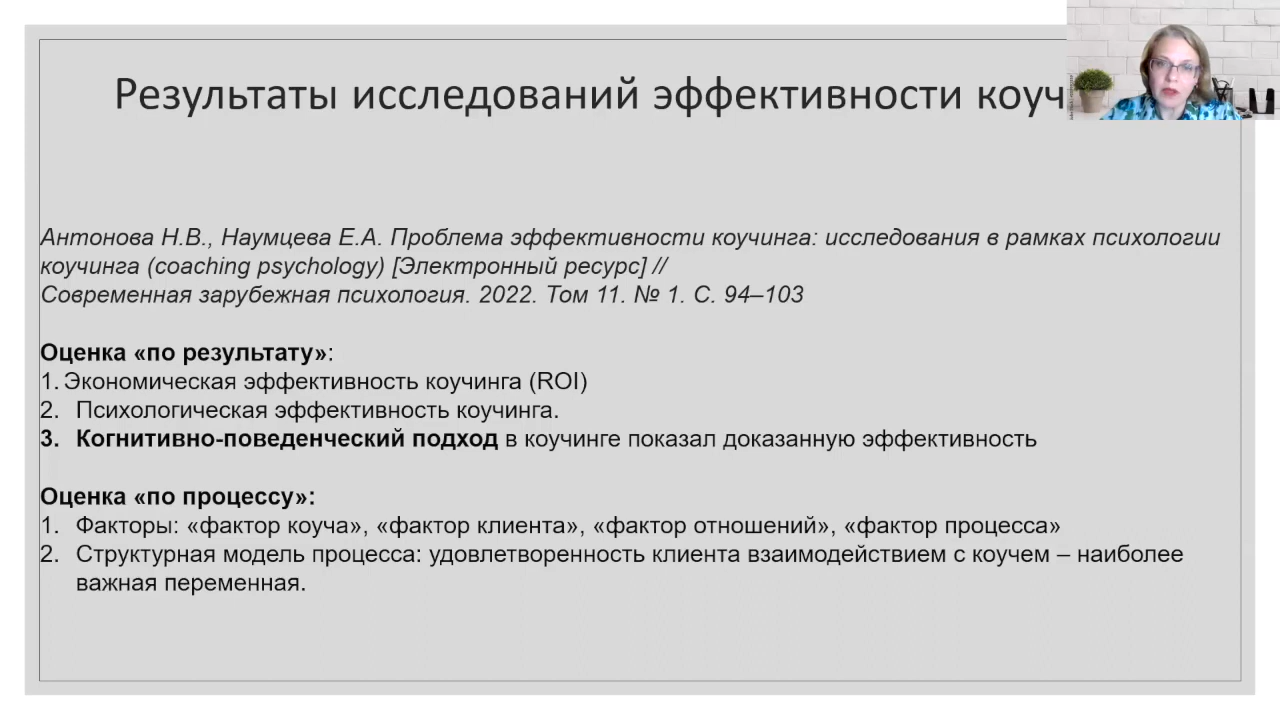 Результаты исследований эффективности коуч
Антонова Н.В., Наумцева Е.А. Проблема эффективности коучинга: исследования в рамках психологии
коучинга (coaching psychology) [Электронный ресурс] //
Современная зарубежная психология. 2022. Том 11. № 1. С. 94–103
Оценка «по результату»:
1. Экономическая эффективность коучинга (ROI)
2. Психологическая эффективность коучинга.
3. Когнитивно-поведенческий подход в коучинге показал доказанную эффективность
Оценка «по процессу»:
1. Факторы: «фактор коуча», «фактор клиента», «фактор отношений», «фактор процесса»
2. Структурная модель процесса: удовлетворенность клиента взаимодействием с коучем – наиболее
важная переменная.